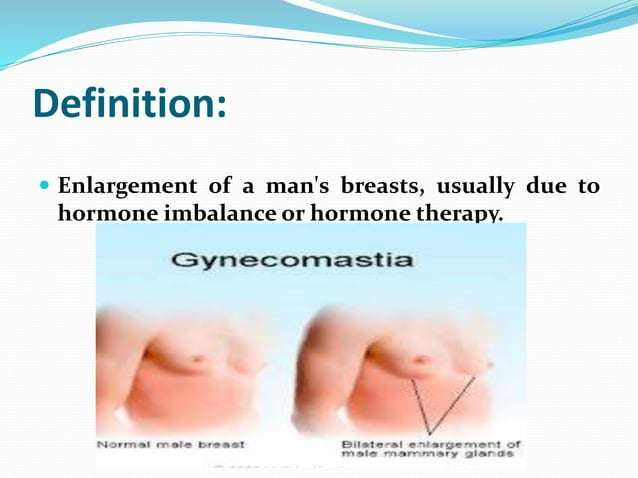 Definition:
Enlargement of a man's breasts, usually due to
hormone imbalance or hormone therapy.
Gynecomastia
Normal male breast
Bilateral enlargement of
male mammary glands